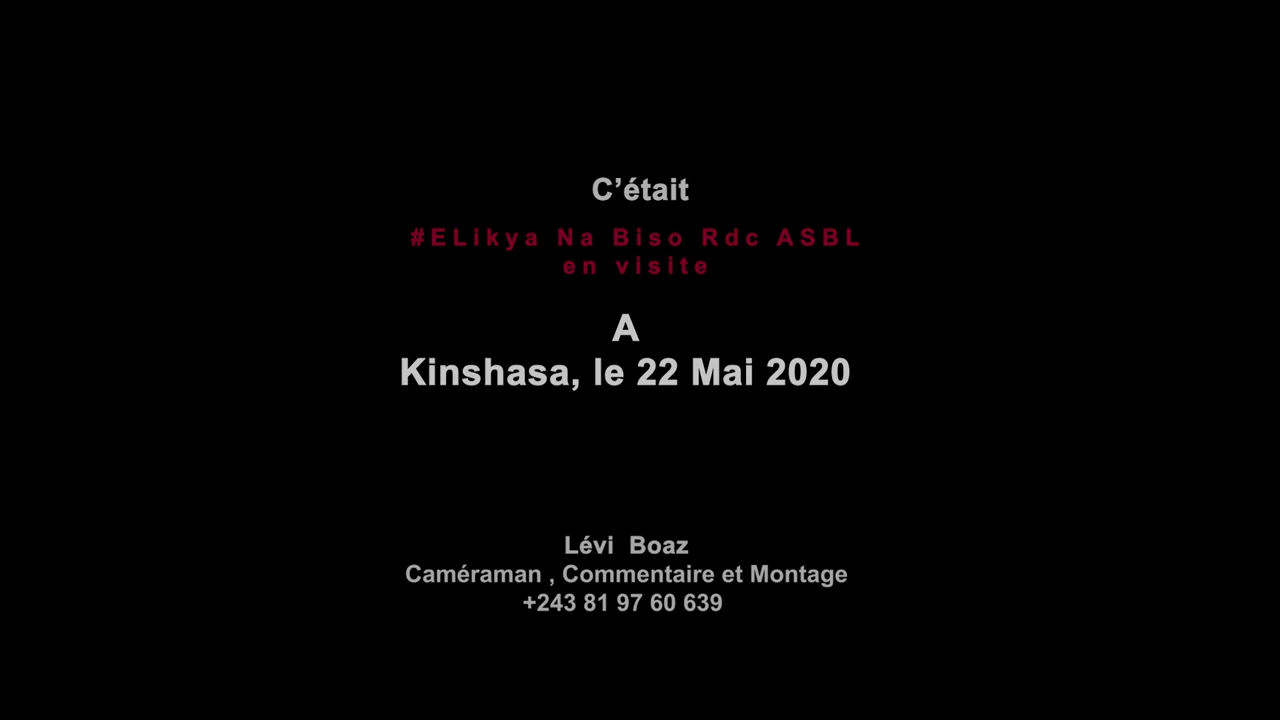 C’était
#ELikya Na Biso Rdc ASBL
en visite
A
Kinshasa, le 22 Mai 2020
Lévi Boaz
Caméraman , Commentaire et Montage
+243 81 97 60 639